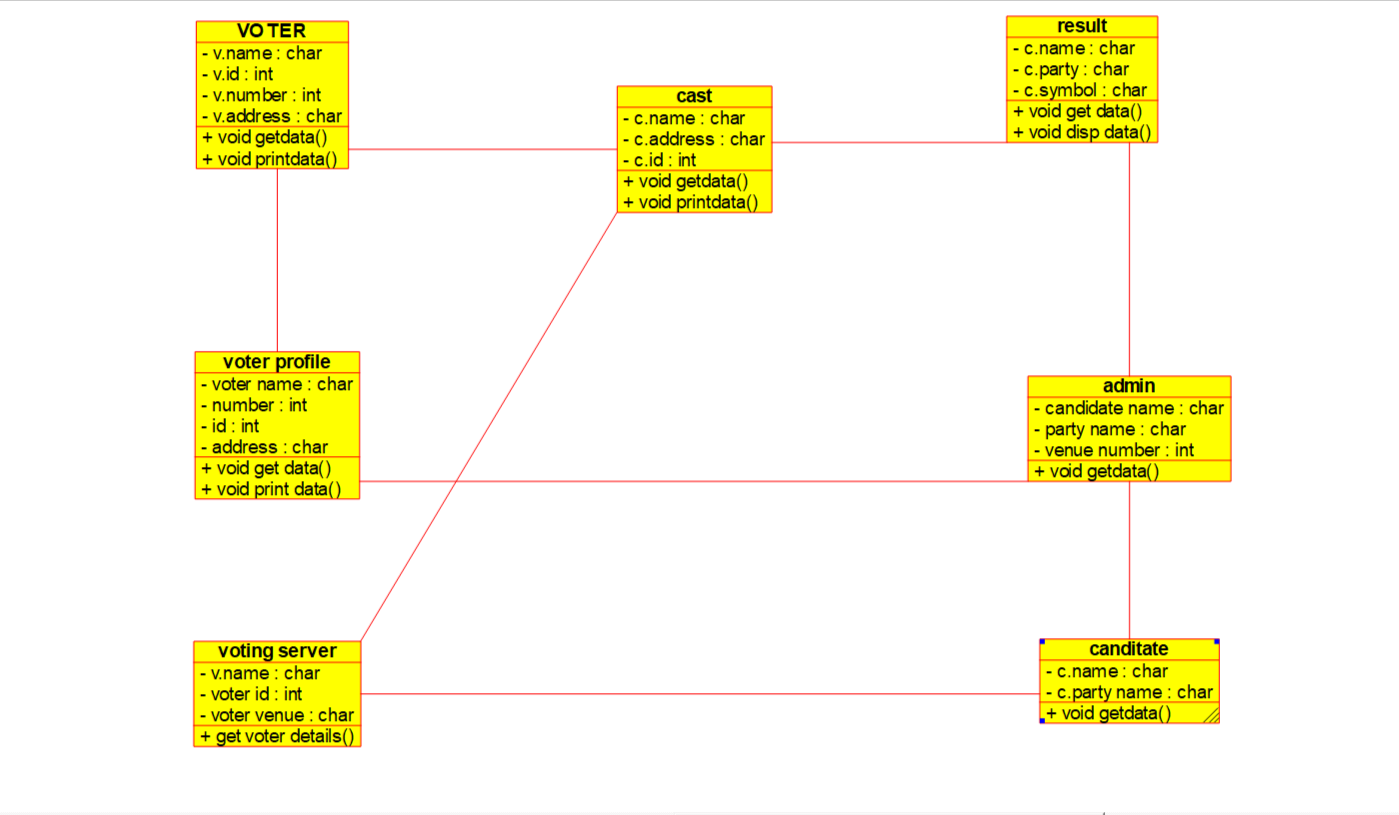 VOTER
- v.name : char
- v.id : int
- v.number : int
- v.address : char
+ void getdata()
+ void printdata()
cast
- c.name : char
- c.address : char
- c.id : int
+ void getdata()
+ void printdata()
result
- c.name : char
- c.party : char
- c.symbol : char
+ void get data()
+ void disp data()
voter profile
- voter name : char
- number : int
- id : int
- address : char
+ void get data()
+ void print data()
admin
- candidate name : char
- party name : char
- venue number : int
+ void getdata()
voting server
- v.name : char
- voter id : int
- voter venue : char
+ get voter details()
canditate
- c.name : char
- c.party name : char
+ void getdata()